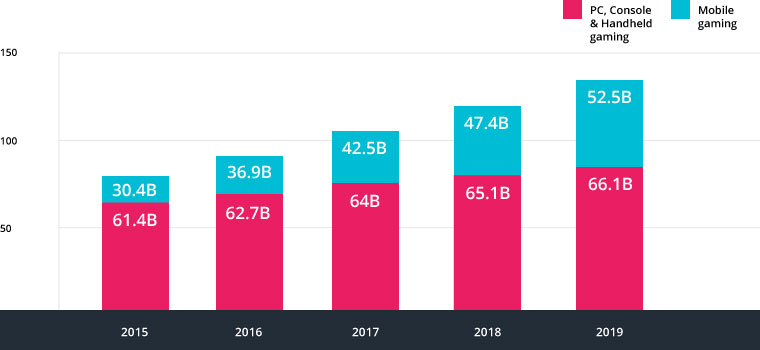 PC, Console
& Handheld
gaming
Mobile
gaming
150
100
50
30.4B
61.4B
36.9B
62.7B
42.5B
64B
47.4B
65.1B
52.5B
66.1B
2015
2016
2017
2018
2019